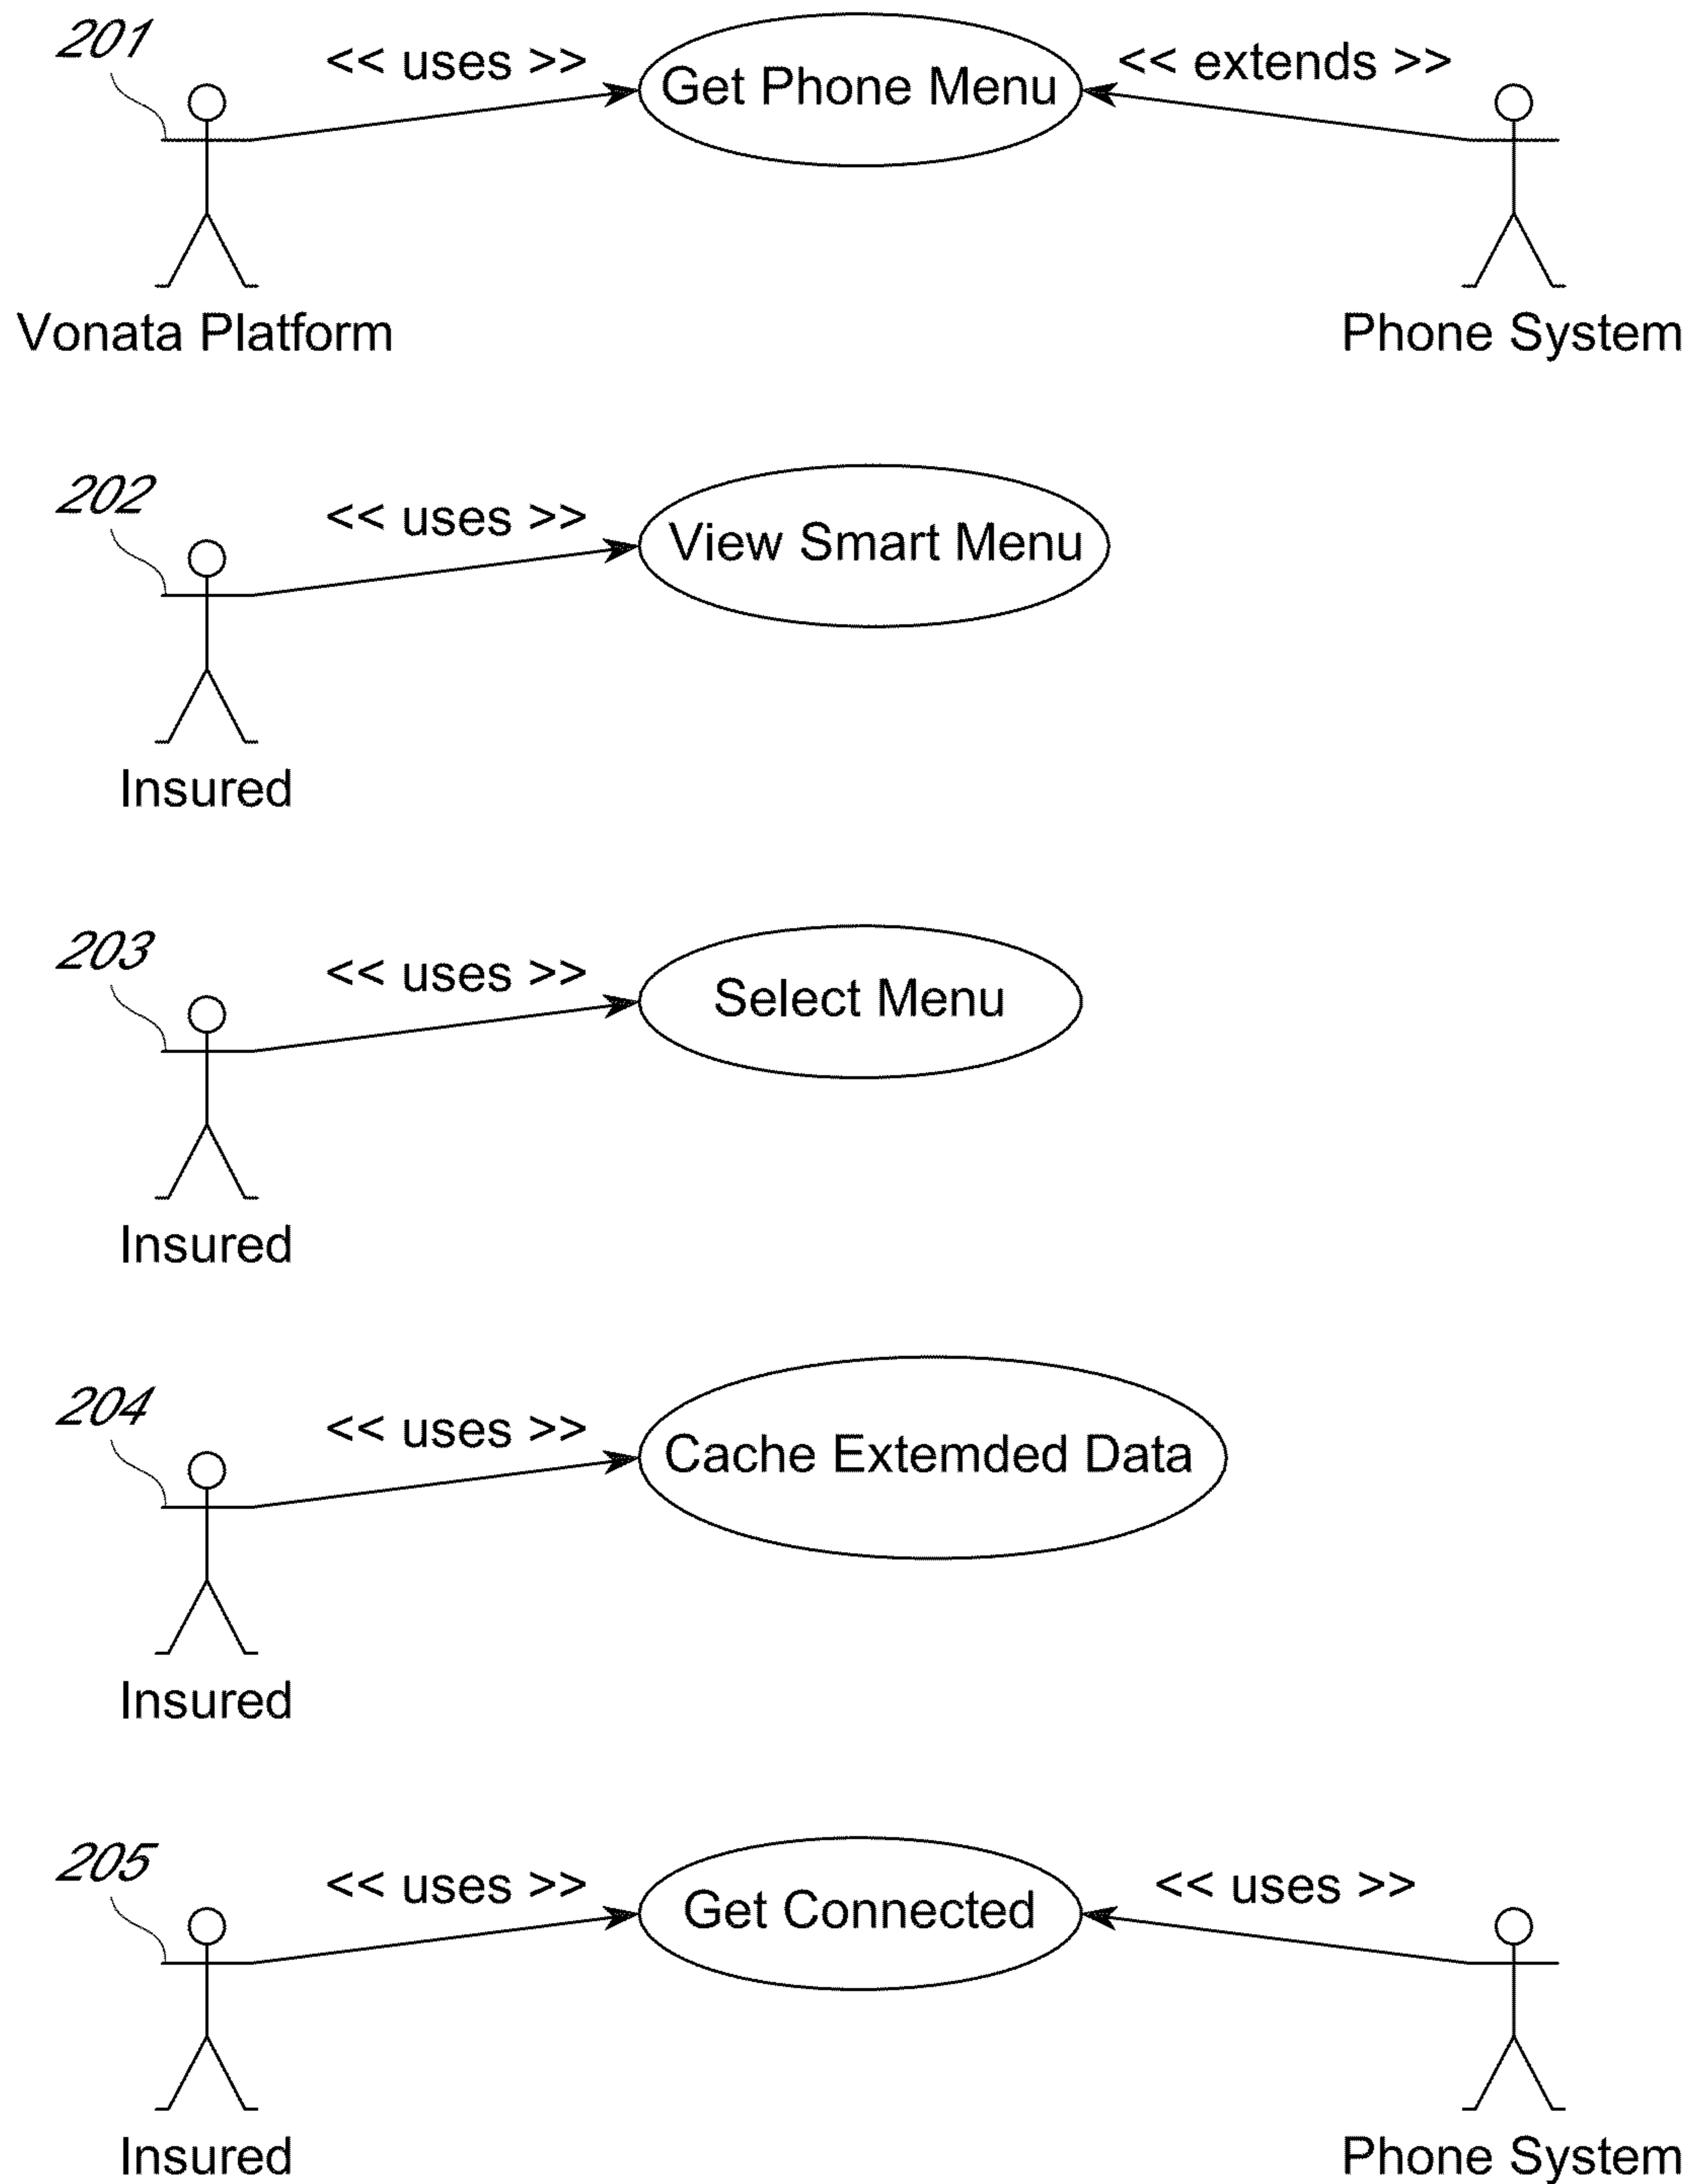 201
<< uses >>
Get Phone Menu
<< extends >>
Vonata Platform
Phone System
202
<< uses >>
View Smart Menu
Insured
203
<< uses >>
Select Menu
Insured
204
<< uses >>
Cache Extemded Data
Insured
205
<< uses >>
Get Connected
<< uses >>
Insured
Phone System